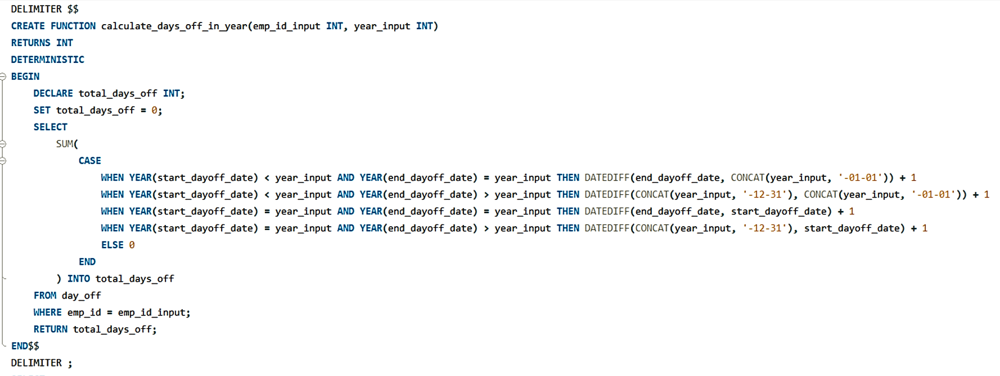 DELIMITER $$
CREATE FUNCTION calculate_days_off_in_year(emp_id_input INT, year_input INT)
RETURNS INT
DETERMINISTIC
BEGIN
    DECLARE total_days_off INT;
    SET total_days_off = 0;
    SELECT
        SUM(
            CASE
                WHEN YEAR(start_dayoff_date) < year_input AND YEAR(end_dayoff_date) = year_input THEN DATEDIFF(end_dayoff_date, CONCAT(year_input, '-01-01')) + 1
                WHEN YEAR(start_dayoff_date) < year_input AND YEAR(end_dayoff_date) > year_input THEN DATEDIFF(CONCAT(year_input, '-12-31'), CONCAT(year_input, '-01-01')) + 1
                WHEN YEAR(start_dayoff_date) = year_input AND YEAR(end_dayoff_date) = year_input THEN DATEDIFF(end_dayoff_date, start_dayoff_date) + 1
                WHEN YEAR(start_dayoff_date) = year_input AND YEAR(end_dayoff_date) > year_input THEN DATEDIFF(CONCAT(year_input, '-12-31'), start_dayoff_date) + 1
                ELSE 0
            END
        ) INTO total_days_off
    FROM day_off
    WHERE emp_id = emp_id_input;
    RETURN total_days_off;
END$$
DELIMITER ;